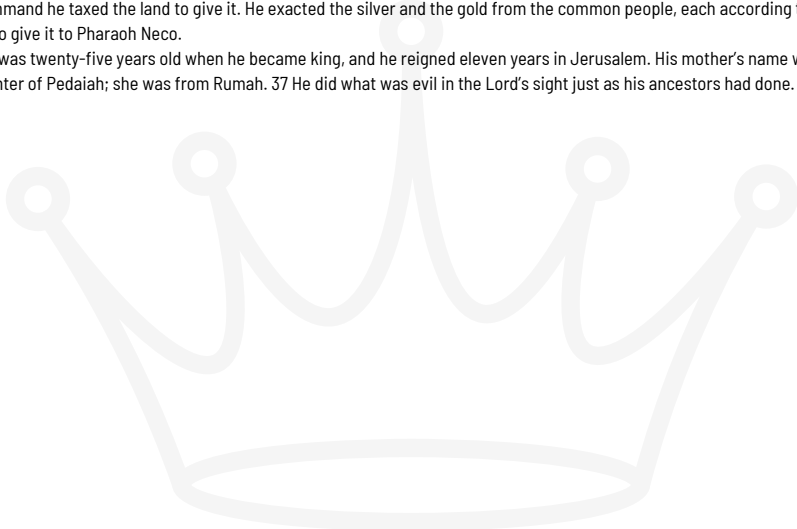 mmand he taxed the land to give it. He exacted the silver and the gold from the common people, each according
o give it to Pharaoh Neco.
was twenty-five years old when he became king, and he reigned eleven years in Jerusalem. His mother’s name
hter of Pedaiah; she was from Rumah. 37 He did what was evil in the Lord’s sight just as his ancestors had done.